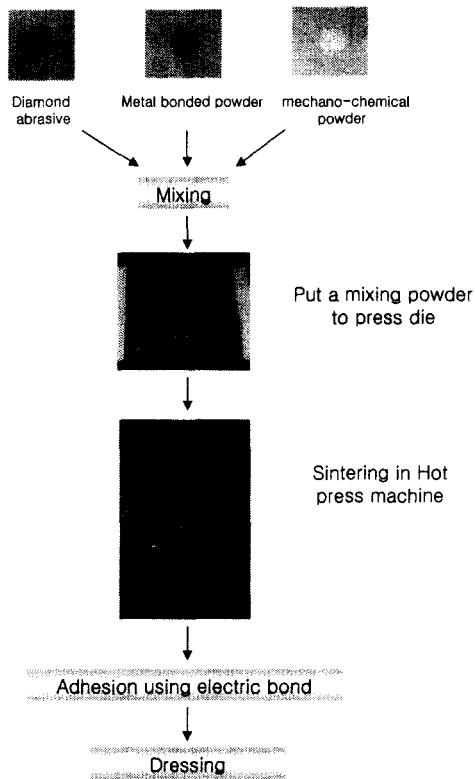 Diamond
abrasive
Metal bonded powder
mechano-chemical
powder
Mixing
Put a mixing powder
to press die
Sintering in Hot
press machine
Adhesion using electric bond
Dressing